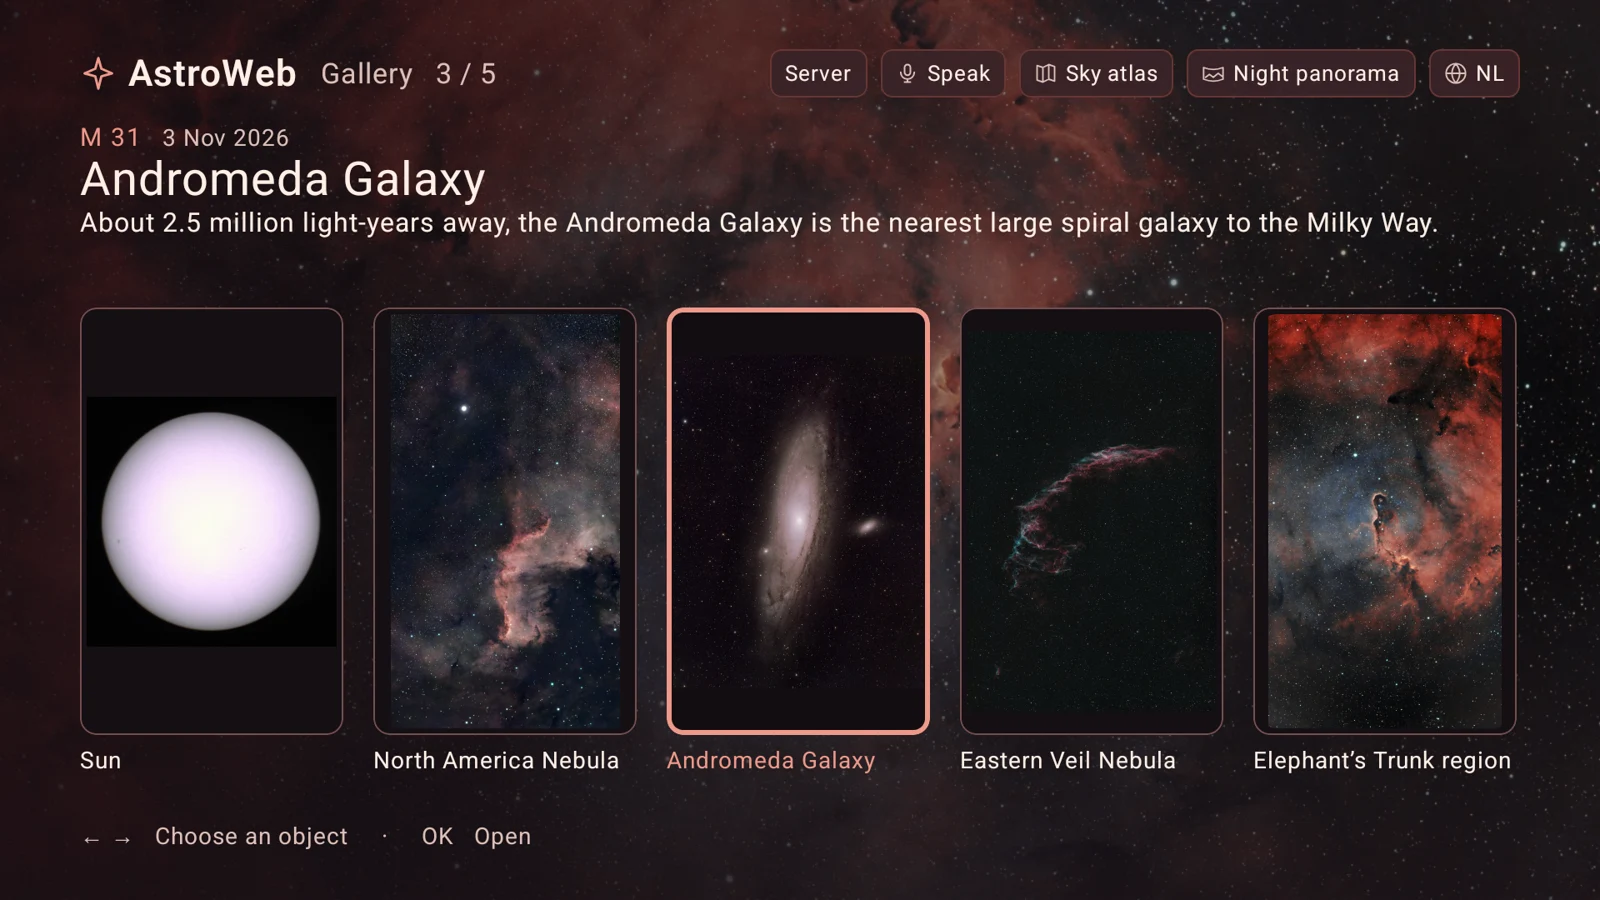 AstroWeb Gallery 3 / 5
Server
Speak
Sky atlas
Night panorama
NL
M 31 · 3 Nov 2026
Andromeda Galaxy
About 2.5 million light-years away, the Andromeda Galaxy is the nearest large spiral galaxy to the Milky Way.
Sun
North America Nebula
Andromeda Galaxy
Eastern Veil Nebula
Elephant’s Trunk region
← → Choose an object · OK Open